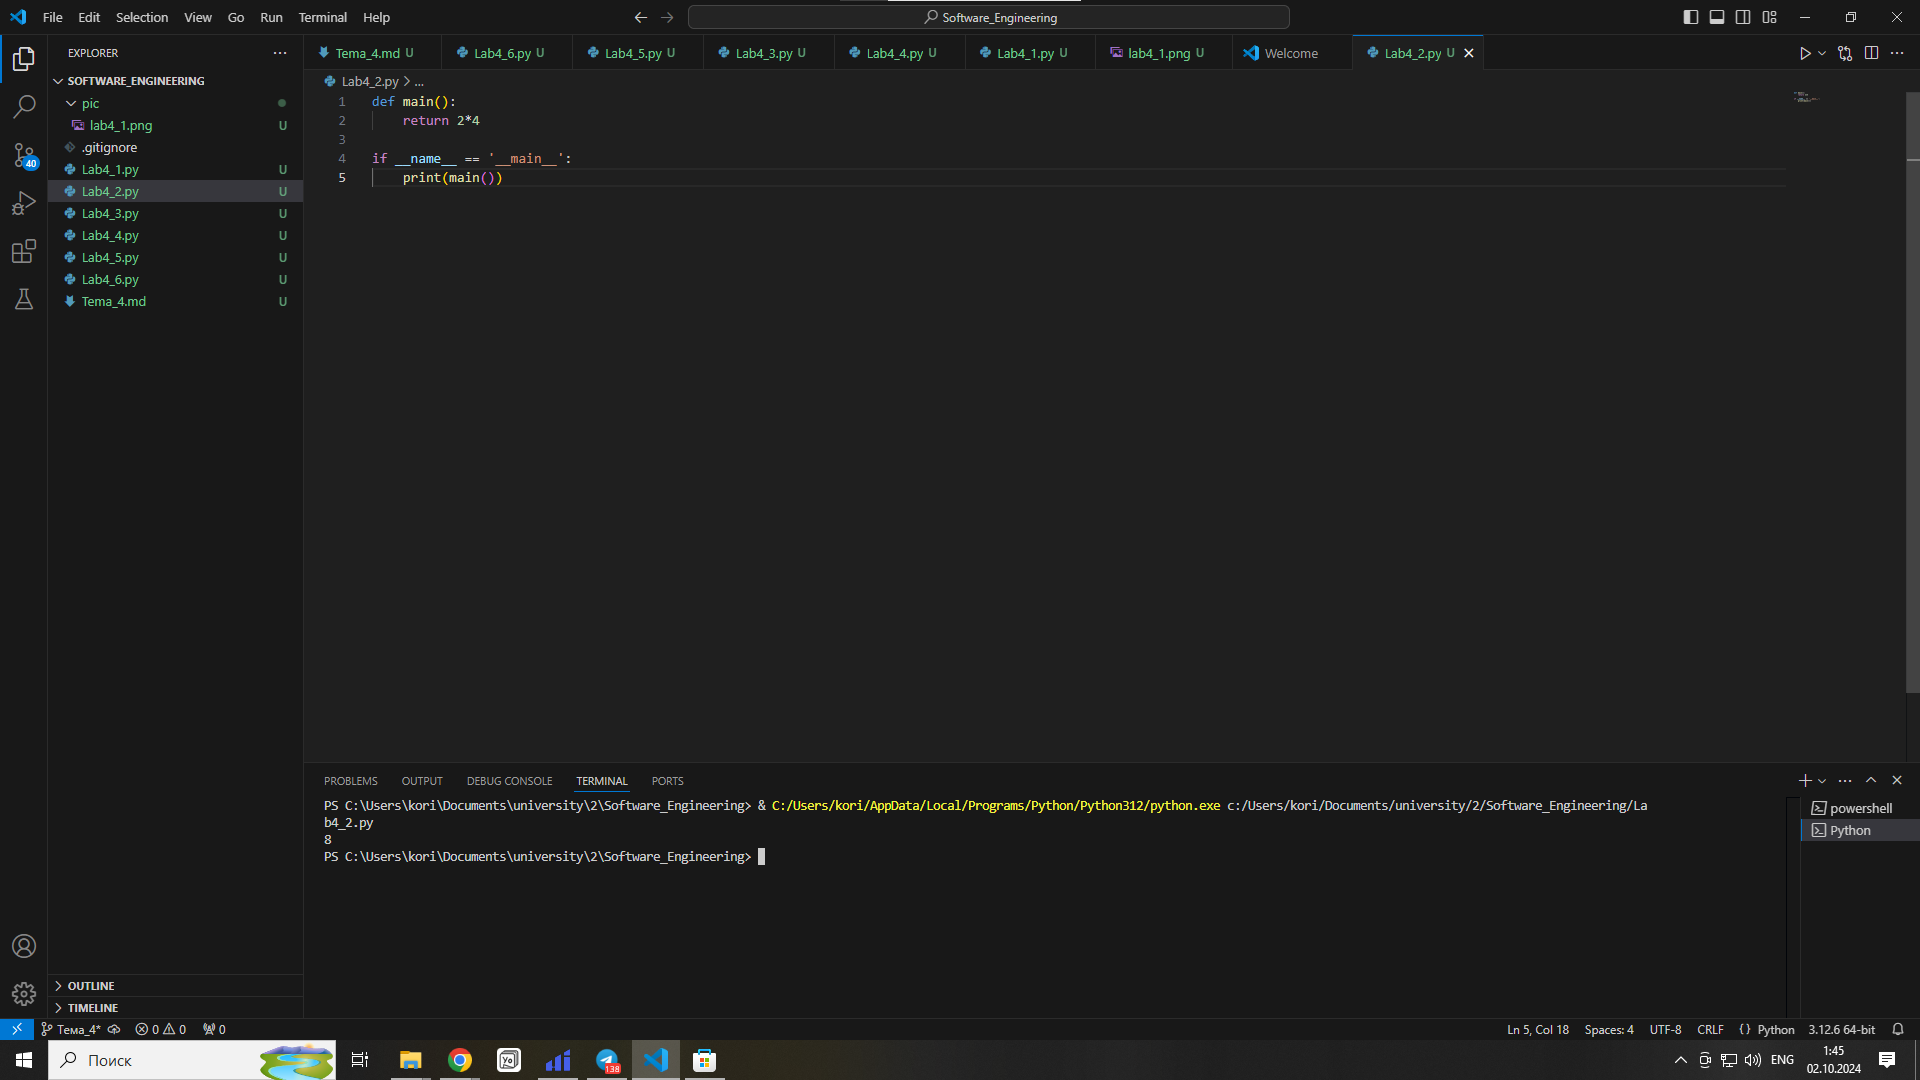 File Edit Selection View Go Run Terminal Help
Software_Engineering
EXPLORER
SOFTWARE_ENGINEERING
pic
lab4_1.png U
.gitignore
Lab4_1.py U
Lab4_2.py U
Lab4_3.py U
Lab4_4.py U
Lab4_5.py U
Lab4_6.py U
Tema_4.md U
OUTLINE
TIMELINE
40
Tema_4.md U Lab4_6.py U Lab4_5.py U Lab4_3.py U Lab4_4.py U Lab4_1.py U lab4_1.png U Welcome Lab4_2.py U
Lab4_2.py > ...
1 def main():
2 return 2*4
3
4 if __name__ == '__main__':
5 print(main())
PROBLEMS OUTPUT DEBUG CONSOLE TERMINAL PORTS
PS C:\Users\kori\Documents\university\2\Software_Engineering> & C:/Users/kori/AppData/Local/Programs/Python/Python312/python.exe c:/Users/kori/Documents/university/2/Software_Engineering/La
b4_2.py
8
PS C:\Users\kori\Documents\university\2\Software_Engineering>
powershell
Python
Тема_4* 0 0 0 Ln 5, Col 18 Spaces: 4 UTF-8 CRLF {} Python 3.12.6 64-bit
Поиск
Yo
138
ENG
1:45
02.10.2024